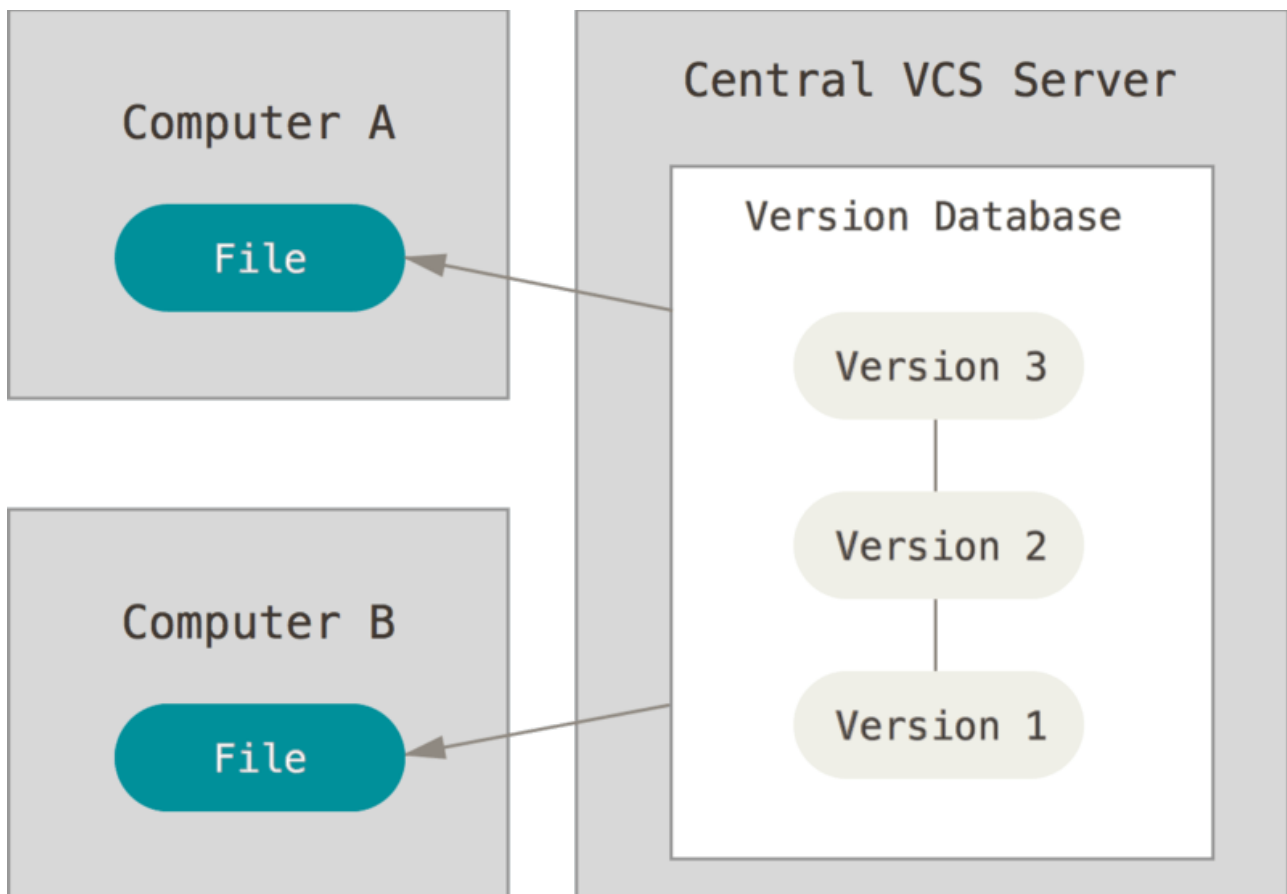 Computer A
File
Computer B
File
Central VCS Server
Version Database
Version 3
Version 2
Version 1